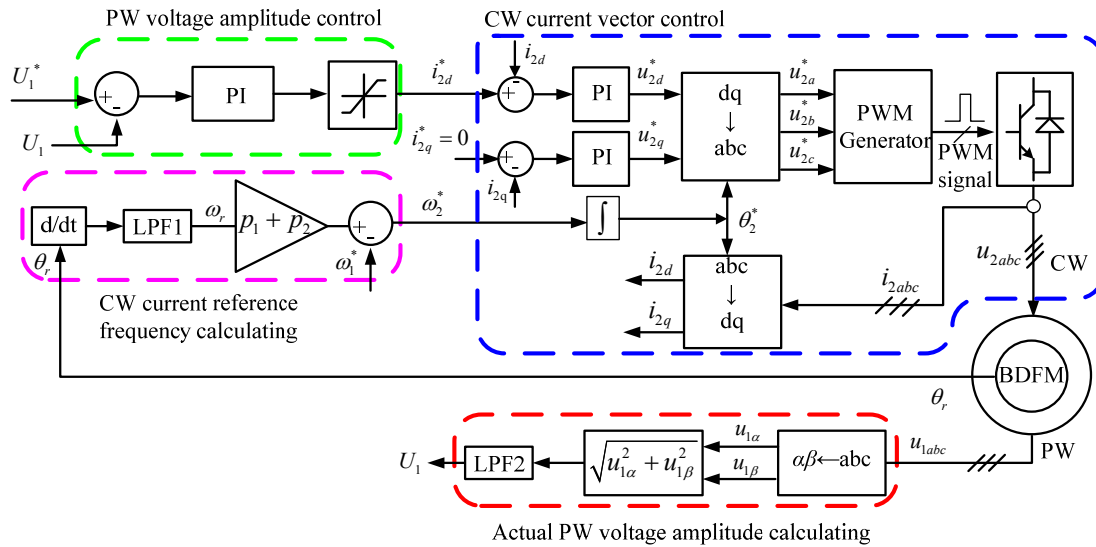 PW voltage amplitude control
CW current vector control
U₁*
+
-
PI
U₁
i₂d*
i₂d
+
-
PI
u₂d*
i₂q* = 0
+
-
i₂q
PI
u₂q*
dq
↓
abc
u₂a*
u₂b*
u₂c*
PWM
Generator
PWM
signal
d/dt
LPF1
ωr
p₁ + p₂
+
-
ω₁*
ω₂*
∫
θ₂*
θr
CW current reference
frequency calculating
i₂d
i₂q
abc
↓
dq
i₂abc
u₂abc
CW
BDFM
θr
PW
u₁abc
αβ←abc
u₁α
u₁β
√(u₁α² + u₁β²)
LPF2
U₁
Actual PW voltage amplitude calculating